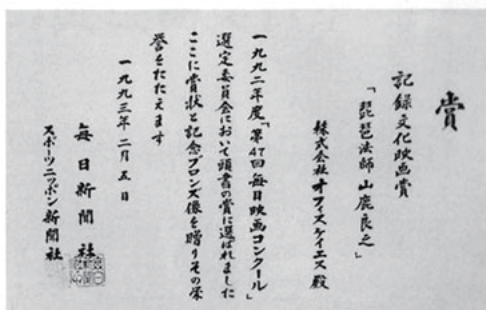 賞
記録文化映画賞
「琵琶法師 山鹿良之」
株式会社オフィスケイエス殿
一九九二年度「第47回毎日映画コンクール」
選定委員会において頭書の賞に選ばれました
ここに賞状と記念ブロンズ像を贈りその栄
誉をたたえます
一九九三年二月五日
毎日新聞社
スポーツニッポン新聞社